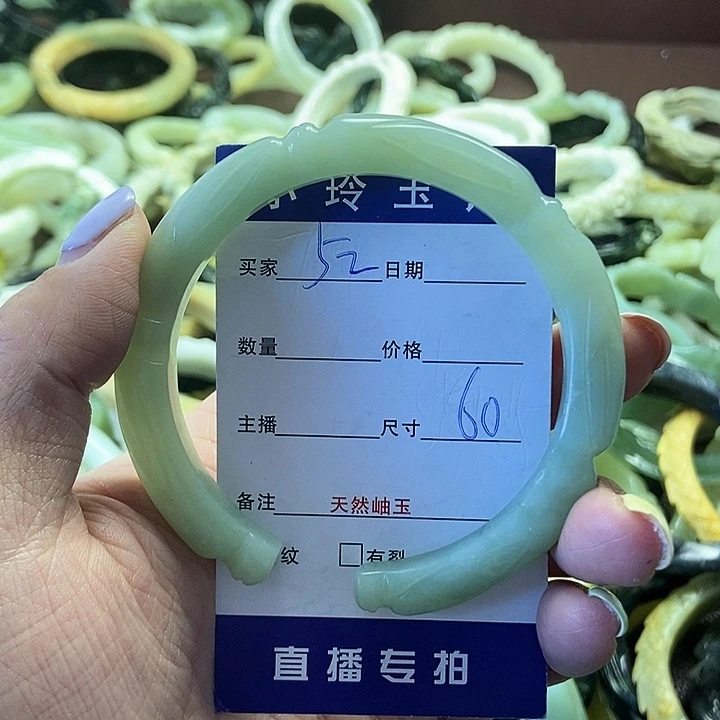 玲玉
买家 52 日期
数量 价格
主播 尺寸 60
备注 天然岫玉
纹 □有裂
直播专拍